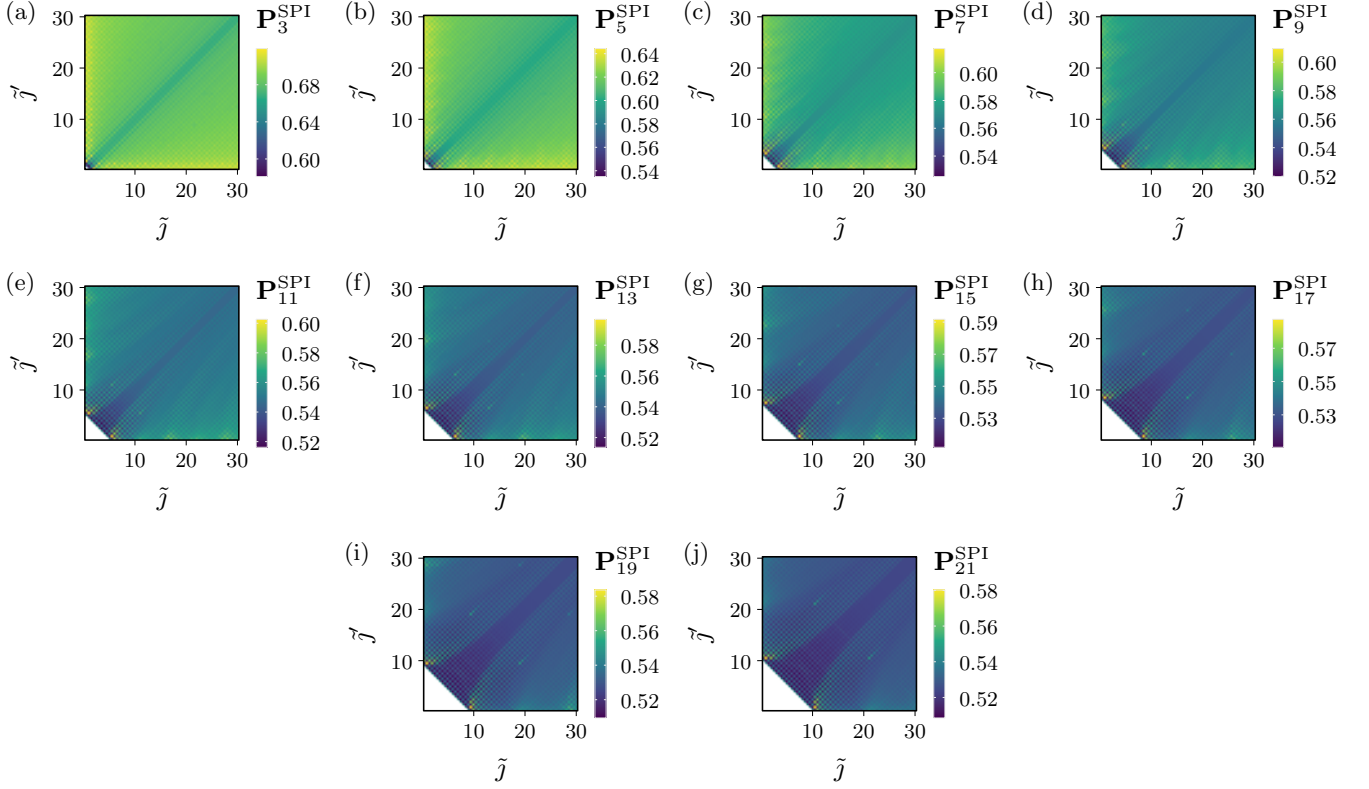 (a)
P_3^SPI
30
20
10
10 20 30
j̃′
j̃
0.68
0.64
0.60
(b)
P_5^SPI
30
20
10
10 20 30
j̃′
j̃
0.64
0.62
0.60
0.58
0.56
0.54
(c)
P_7^SPI
30
20
10
10 20 30
j̃′
j̃
0.60
0.58
0.56
0.54
(d)
P_9^SPI
30
20
10
10 20 30
j̃′
j̃
0.60
0.58
0.56
0.54
0.52
(e)
P_11^SPI
30
20
10
10 20 30
j̃′
j̃
0.60
0.58
0.56
0.54
0.52
(f)
P_13^SPI
30
20
10
10 20 30
j̃′
j̃
0.58
0.56
0.54
0.52
(g)
P_15^SPI
30
20
10
10 20 30
j̃′
j̃
0.59
0.57
0.55
0.53
(h)
P_17^SPI
30
20
10
10 20 30
j̃′
j̃
0.57
0.55
0.53
(i)
P_19^SPI
30
20
10
10 20 30
j̃′
j̃
0.58
0.56
0.54
0.52
(j)
P_21^SPI
30
20
10
10 20 30
j̃′
j̃
0.58
0.56
0.54
0.52